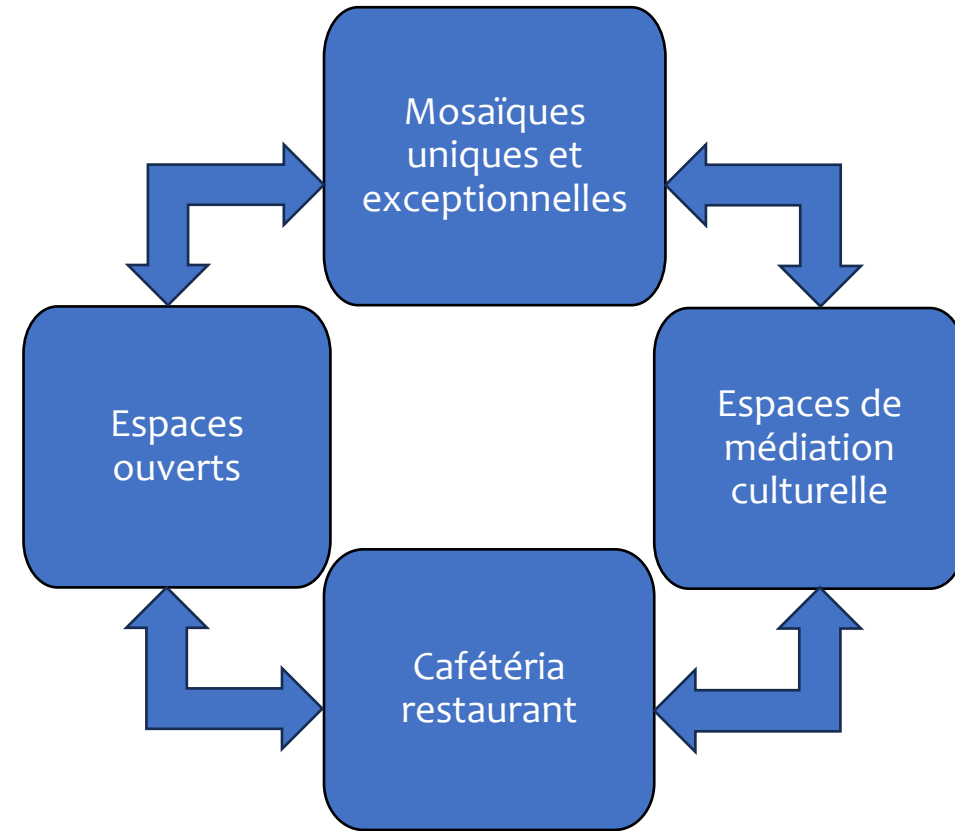 Mosaïques
uniques et
exceptionnelles
Espaces
ouverts
Espaces de
médiation
culturelle
Cafétéria
restaurant